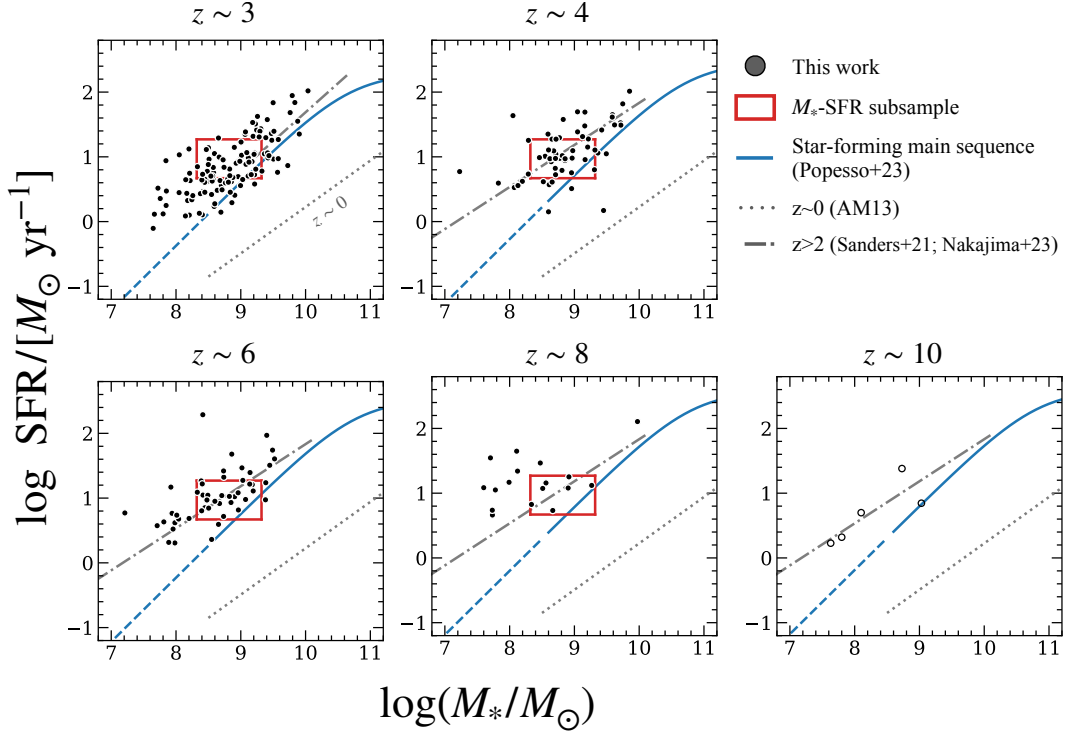 z ∼ 3
z ∼ 4
This work
M*-SFR subsample
Star-forming main sequence
(Popesso+23)
z~0 (AM13)
z>2 (Sanders+21; Nakajima+23)
2
1
0
−1
z ∼ 0
7 8 9 10 11
2
1
0
−1
7 8 9 10 11
z ∼ 6
z ∼ 8
z ∼ 10
2
1
0
−1
7 8 9 10 11
2
1
0
−1
7 8 9 10 11
2
1
0
−1
7 8 9 10 11
log SFR/[M⊙ yr⁻¹]
log(M*/M⊙)